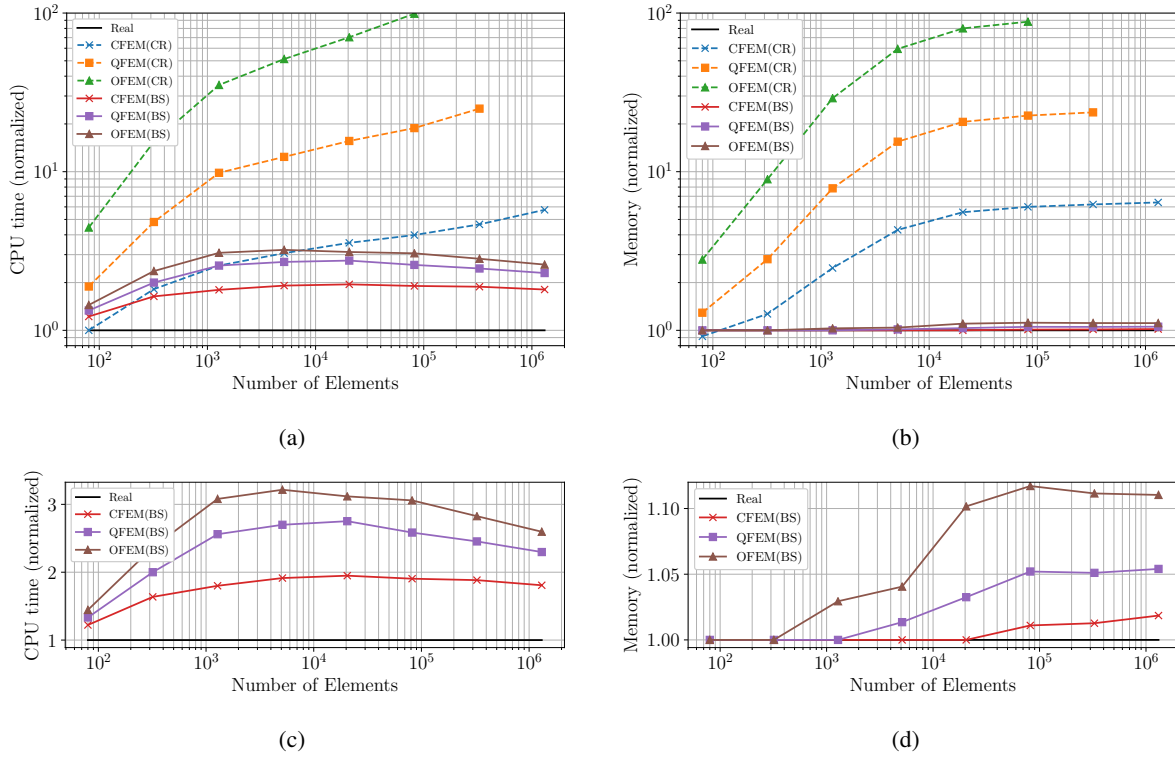 10^2
10^1
10^0
CPU time (normalized)
Real
CFEM(CR)
QFEM(CR)
OFEM(CR)
CFEM(BS)
QFEM(BS)
OFEM(BS)
10^2 10^3 10^4 10^5 10^6
Number of Elements
(a)
10^2
10^1
10^0
Memory (normalized)
Real
CFEM(CR)
QFEM(CR)
OFEM(CR)
CFEM(BS)
QFEM(BS)
OFEM(BS)
10^2 10^3 10^4 10^5 10^6
Number of Elements
(b)
3
2
1
CPU time (normalized)
Real
CFEM(BS)
QFEM(BS)
OFEM(BS)
10^2 10^3 10^4 10^5 10^6
Number of Elements
(c)
1.10
1.05
1.00
Memory (normalized)
Real
CFEM(BS)
QFEM(BS)
OFEM(BS)
10^2 10^3 10^4 10^5 10^6
Number of Elements
(d)